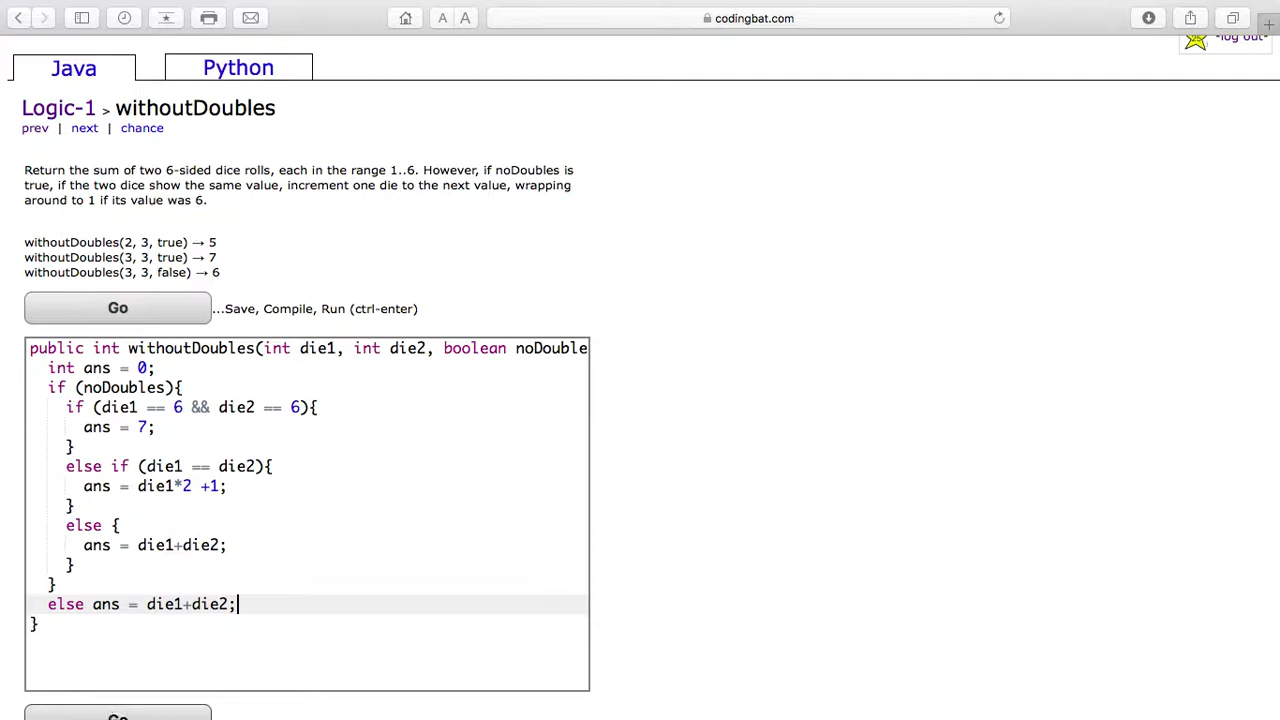 A A codingbat.com
-log out-
Java Python
Logic-1 > withoutDoubles
prev | next | chance
Return the sum of two 6-sided dice rolls, each in the range 1..6. However, if noDoubles is
true, if the two dice show the same value, increment one die to the next value, wrapping
around to 1 if its value was 6.
withoutDoubles(2, 3, true) → 5
withoutDoubles(3, 3, true) → 7
withoutDoubles(3, 3, false) → 6
Go ...Save, Compile, Run (ctrl-enter)
public int withoutDoubles(int die1, int die2, boolean noDouble
int ans = 0;
if (noDoubles){
if (die1 == 6 && die2 == 6){
ans = 7;
}
else if (die1 == die2){
ans = die1*2 +1;
}
else {
ans = die1+die2;
}
}
else ans = die1+die2;
}
Go